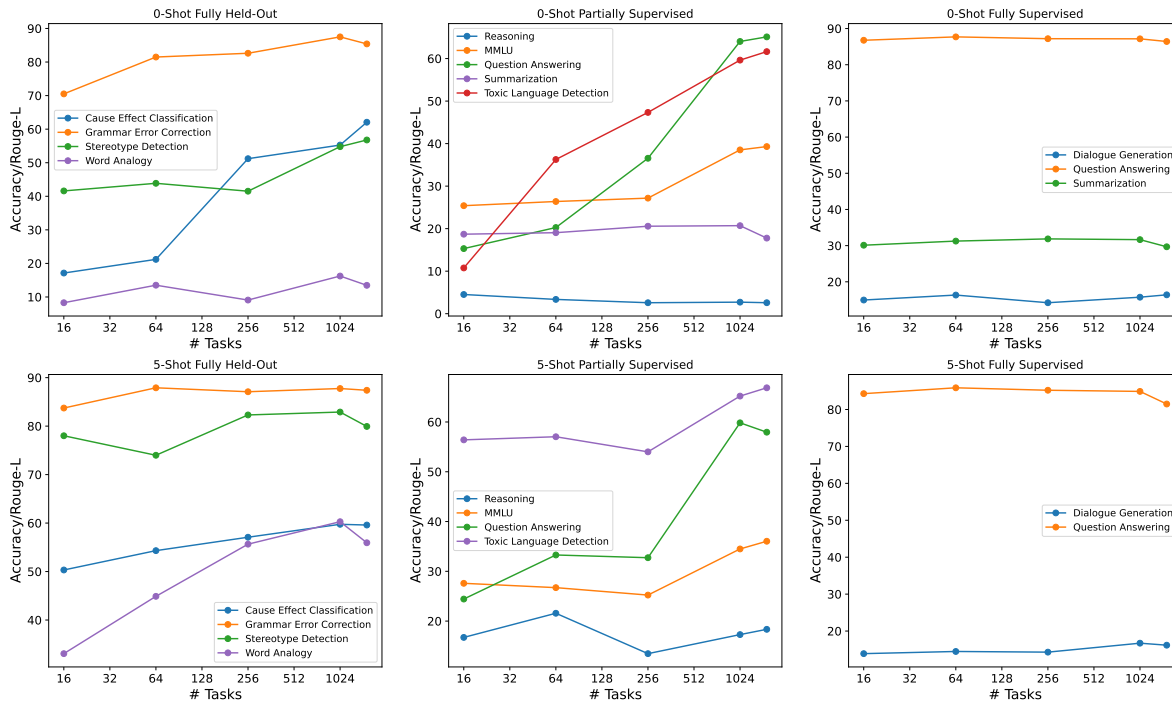 0-Shot Fully Held-Out
Accuracy/Rouge-L
90
80
70
60
50
40
30
20
10
Cause Effect Classification
Grammar Error Correction
Stereotype Detection
Word Analogy
16 32 64 128 256 512 1024
# Tasks
0-Shot Partially Supervised
Accuracy/Rouge-L
60
50
40
30
20
10
0
Reasoning
MMLU
Question Answering
Summarization
Toxic Language Detection
16 32 64 128 256 512 1024
# Tasks
0-Shot Fully Supervised
Accuracy/Rouge-L
90
80
70
60
50
40
30
20
Dialogue Generation
Question Answering
Summarization
16 32 64 128 256 512 1024
# Tasks
5-Shot Fully Held-Out
Accuracy/Rouge-L
90
80
70
60
50
40
Cause Effect Classification
Grammar Error Correction
Stereotype Detection
Word Analogy
16 32 64 128 256 512 1024
# Tasks
5-Shot Partially Supervised
Accuracy/Rouge-L
60
50
40
30
20
Reasoning
MMLU
Question Answering
Toxic Language Detection
16 32 64 128 256 512 1024
# Tasks
5-Shot Fully Supervised
Accuracy/Rouge-L
80
70
60
50
40
30
20
Dialogue Generation
Question Answering
16 32 64 128 256 512 1024
# Tasks